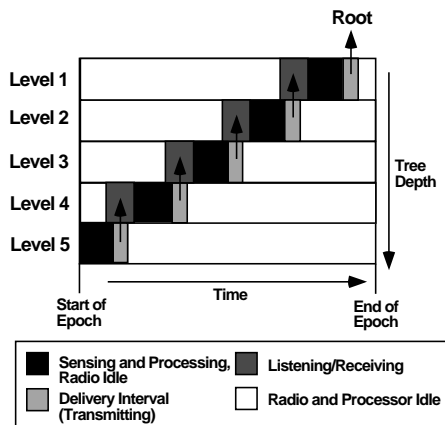 Root
Level 1
Level 2
Level 3
Level 4
Level 5
Tree
Depth
Start of
Epoch
Time
End of
Epoch
Sensing and Processing,
Radio Idle
Listening/Receiving
Delivery Interval
(Transmitting)
Radio and Processor Idle